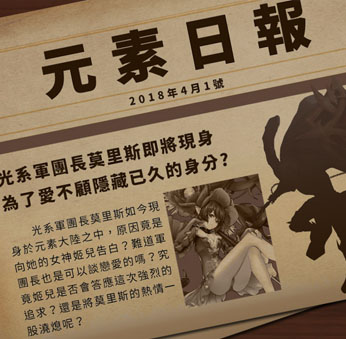 元素日報
2018年4月1號
光系軍團長莫里斯即將現身
為了愛不顧隱藏已久的身分?
光系軍團長莫里斯如今現
身於元素大陸之中，原因竟是
向她的女神姬兒告白？難道軍
團長也是可以談戀愛的嗎？究
竟姬兒是否會答應這次強烈的
追求？還是將莫里斯的熱情一
股澆熄呢？